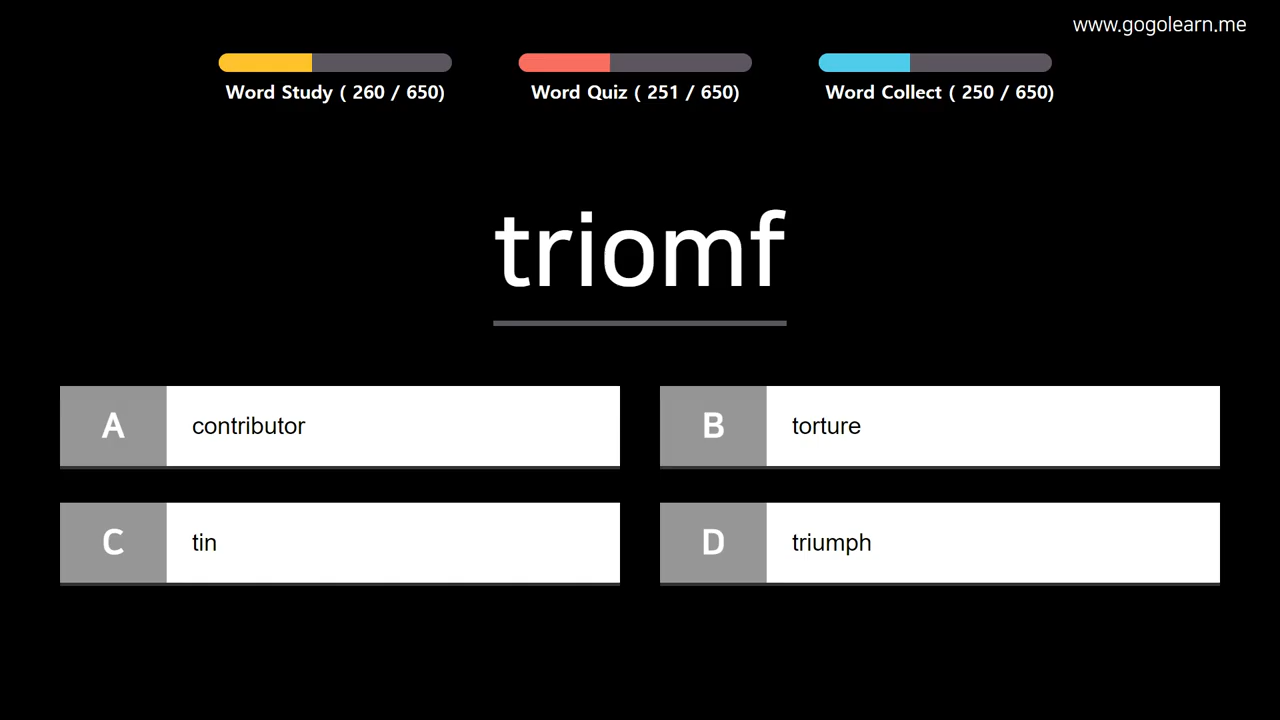 www.gogolearn.me
Word Study ( 260 / 650)
Word Quiz ( 251 / 650)
Word Collect ( 250 / 650)
triomf
A contributor
B torture
C tin
D triumph